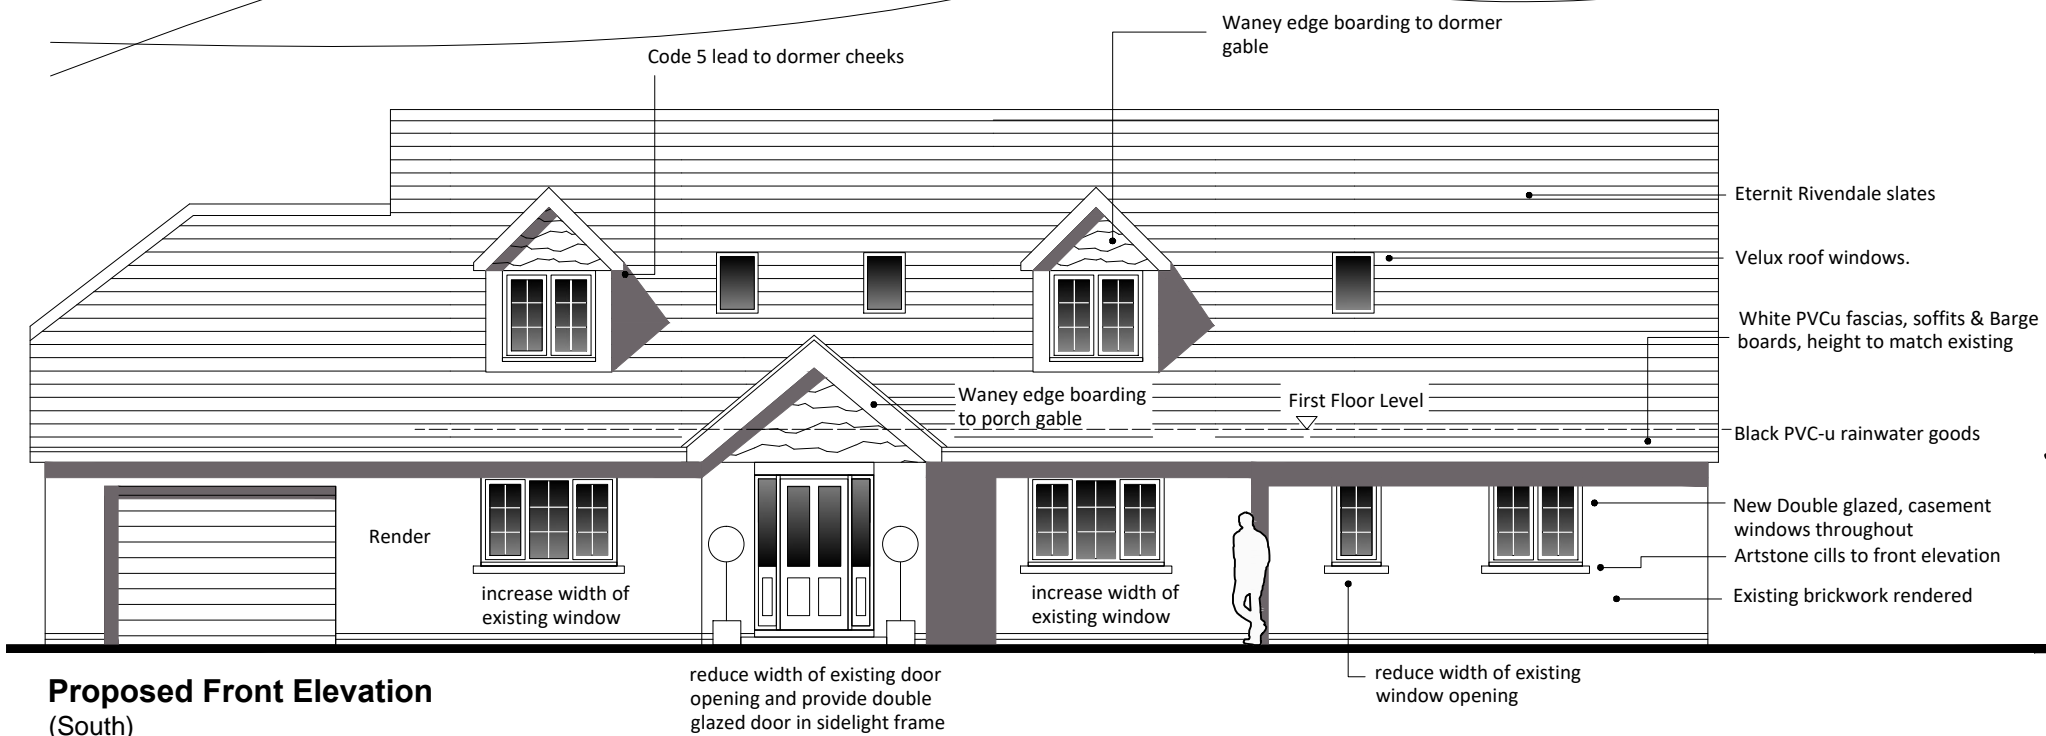 Waney edge boarding to dormer
gable
Code 5 lead to dormer cheeks
Eternit Rivendale slates
Velux roof windows.
White PVCu fascias, soffits & Barge
boards, height to match existing
Waney edge boarding
to porch gable
First Floor Level
Black PVC-u rainwater goods
New Double glazed, casement
windows throughout
Render
Artstone cills to front elevation
increase width of
existing window
increase width of
existing window
Existing brickwork rendered
reduce width of existing door
opening and provide double
glazed door in sidelight frame
reduce width of existing
window opening
Proposed Front Elevation
(South)